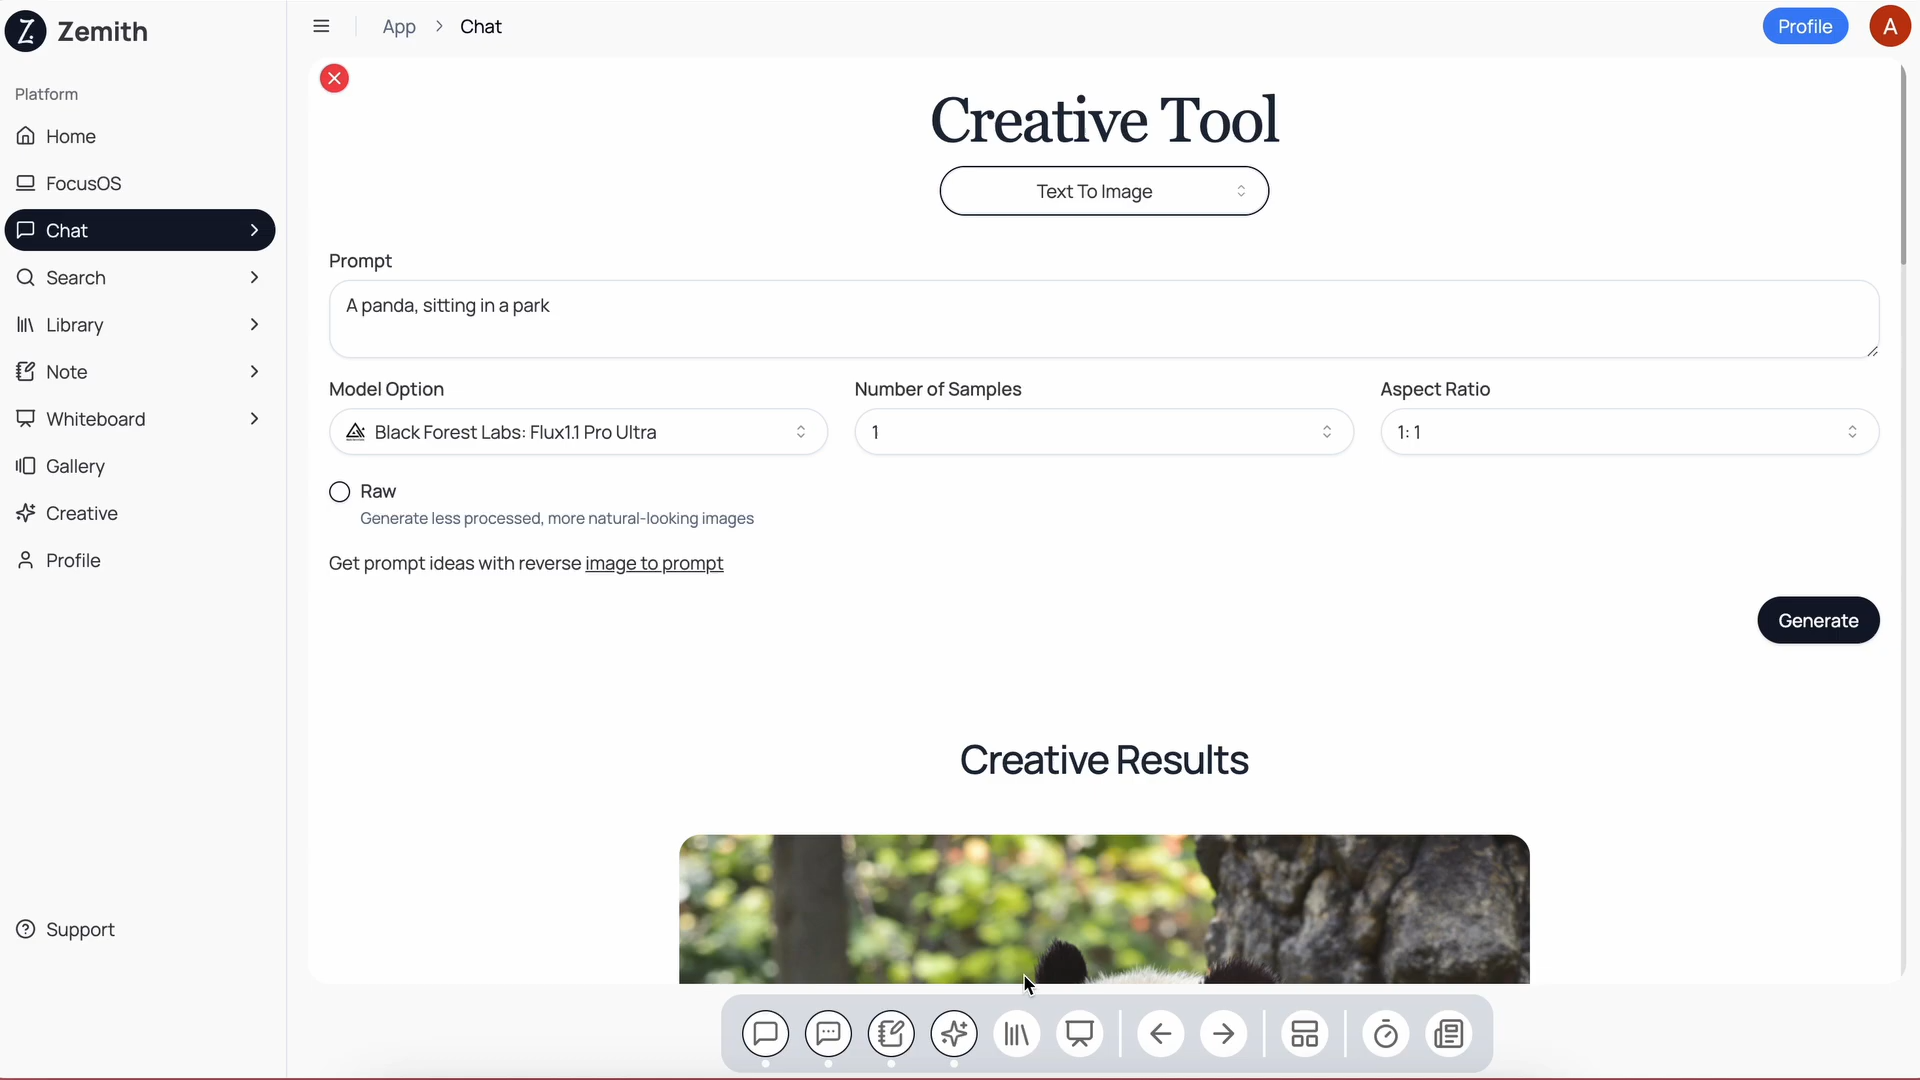 Zemith
App
Chat
Profile
A
Platform
Home
FocusOS
Chat
Search
Library
Note
Whiteboard
Gallery
Creative
Profile
Support
Creative Tool
Text To Image
Prompt
A panda, sitting in a park
Model Option
Number of Samples
Aspect Ratio
Black Forest Labs: Flux1.1 Pro Ultra
1
1: 1
Raw
Generate less processed, more natural-looking images
Get prompt ideas with reverse image to prompt
Generate
Creative Results